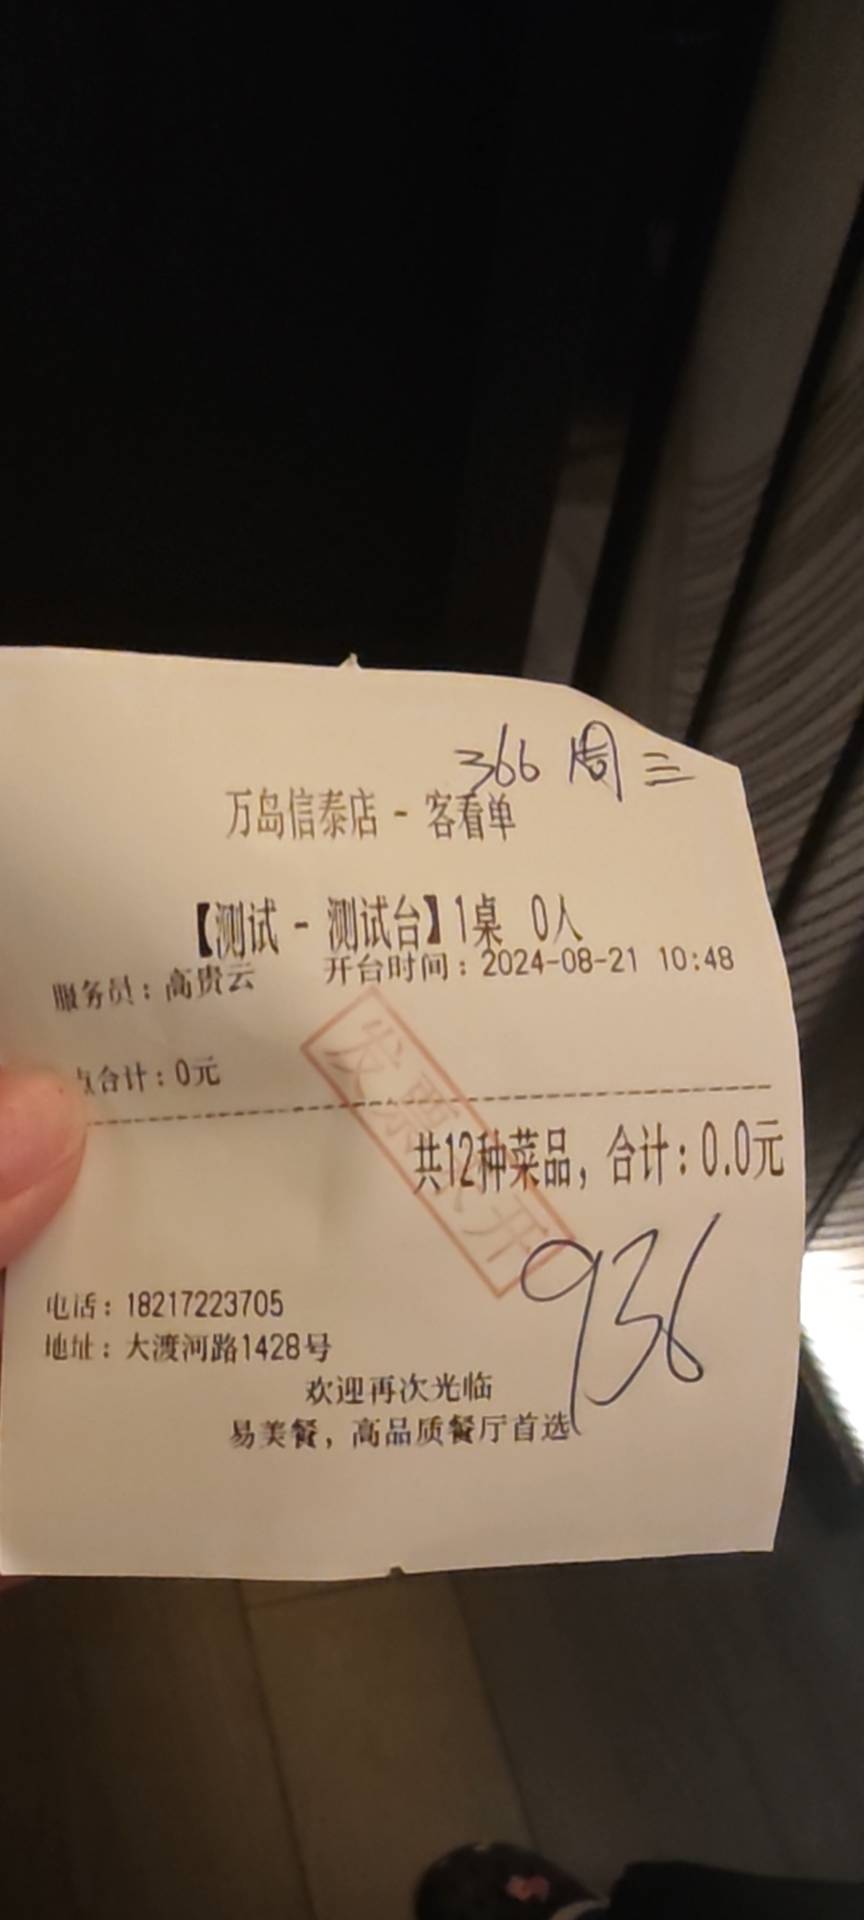 366 周三
万岛信泰店 - 客看单
【测试 - 测试台】1桌 0人
服务员：高贵云 开台时间：2024-08-21 10:48
点合计：0元
发票 开
共12种菜品，合计：0.0元
936
电话：18217223705
地址：大渡河路1428号
欢迎再次光临
易美餐，高品质餐厅首选